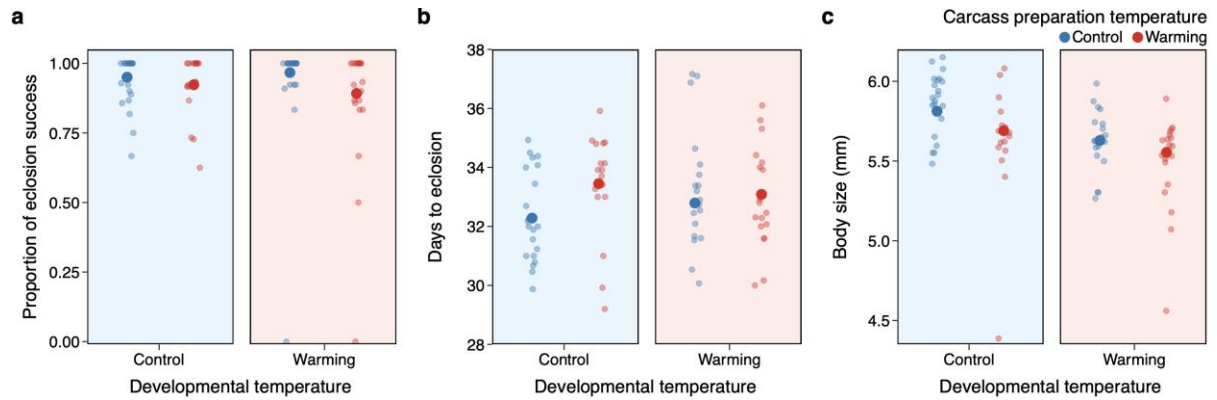 a
b
c
Carcass preparation temperature
Control Warming
Proportion of eclosion success
1.00
0.75
0.50
0.25
0.00
Control
Warming
Developmental temperature
Days to eclosion
38
36
34
32
30
28
Control
Warming
Developmental temperature
Body size (mm)
6.0
5.5
5.0
4.5
Control
Warming
Developmental temperature